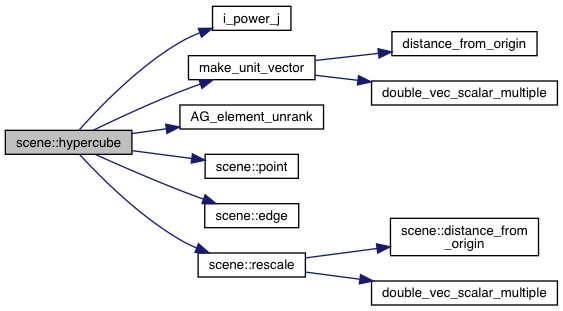 i_power_j
make_unit_vector
distance_from_origin
double_vec_scalar_multiple
AG_element_unrank
scene::hypercube
scene::point
scene::edge
scene::rescale
scene::distance_from
_origin
double_vec_scalar_multiple